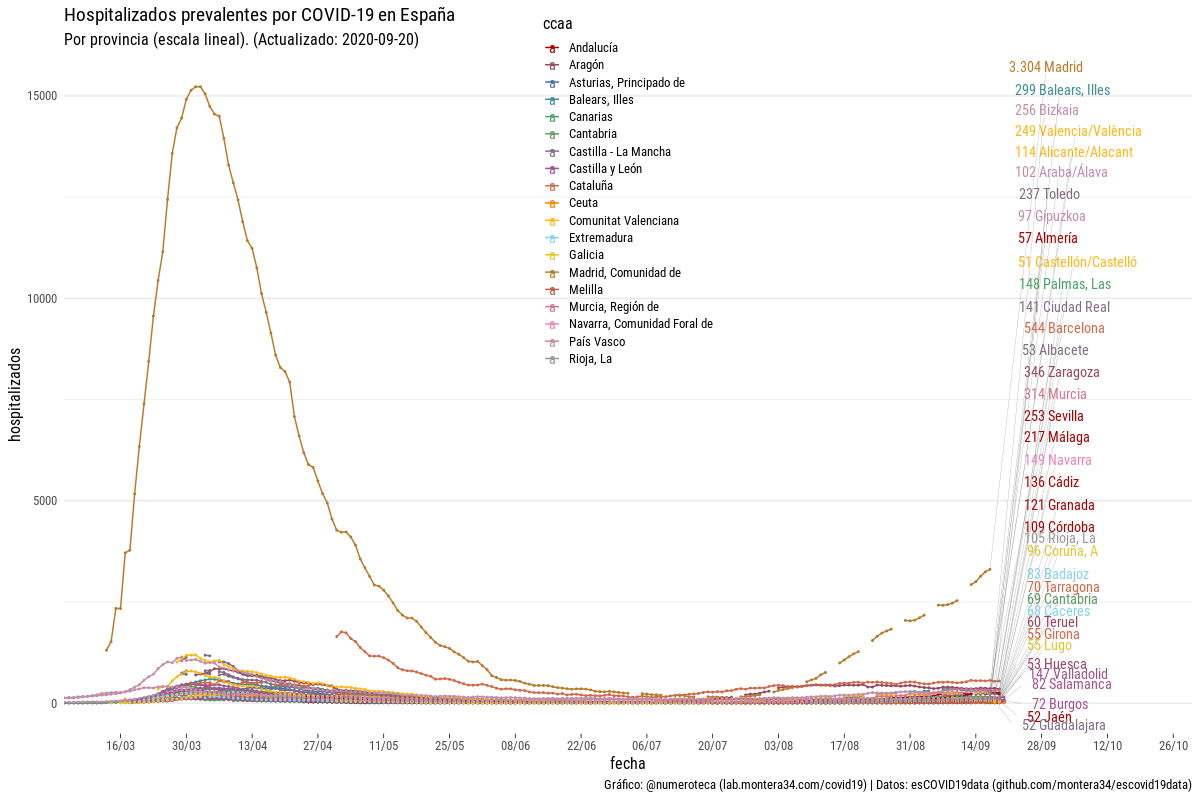 Hospitalizados prevalentes por COVID-19 en España
Por provincia (escala lineal). (Actualizado: 2020-09-20)
ccaa
Andalucía
Aragón
Asturias, Principado de
Balears, Illes
Canarias
Cantabria
Castilla - La Mancha
Castilla y León
Cataluña
Ceuta
Comunitat Valenciana
Extremadura
Galicia
Madrid, Comunidad de
Melilla
Murcia, Región de
Navarra, Comunidad Foral de
País Vasco
Rioja, La
3.304 Madrid
299 Balears, Illes
256 Bizkaia
249 Valencia/València
114 Alicante/Alacant
102 Araba/Álava
237 Toledo
97 Gipuzkoa
57 Almería
51 Castellón/Castelló
148 Palmas, Las
141 Ciudad Real
544 Barcelona
53 Albacete
346 Zaragoza
314 Murcia
253 Sevilla
217 Málaga
149 Navarra
136 Cádiz
121 Granada
109 Córdoba
105 Rioja, La
96 Coruña, A
83 Badajoz
70 Tarragona
69 Cantabria
68 Cáceres
60 Teruel
55 Girona
55 Lugo
53 Huesca
147 Valladolid
82 Salamanca
72 Burgos
52 Jaén
52 Guadalajara
hospitalizados
15000
10000
5000
0
16/03 30/03 13/04 27/04 11/05 25/05 08/06 22/06 06/07 20/07 03/08 17/08 31/08 14/09 28/09 12/10 26/10
fecha
Gráfico: @numeroteca (lab.montera34.com/covid19) | Datos: esCOVID19data (github.com/montera34/escovid19data)